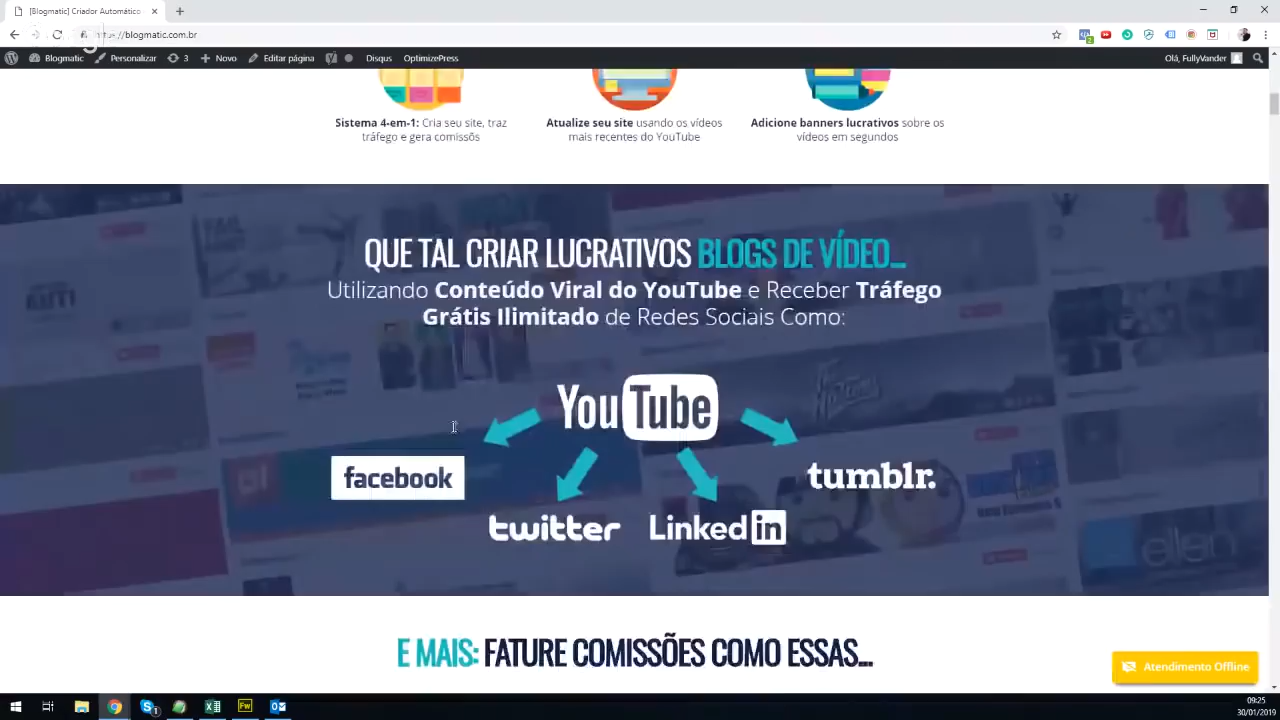 [Blogmatic] Criador Automático
https://blogmatic.com.br
Blogmatic
Personalizar
3
Novo
Editar página
Disqus
OptimizePress
Olá, FullyVander
Sistema 4-em-1: Cria seu site, traz
tráfego e gera comissõs
Atualize seu site usando os vídeos
mais recentes do YouTube
Adicione banners lucrativos sobre os
vídeos em segundos
QUE TAL CRIAR LUCRATIVOS BLOGS DE VÍDEO...
Utilizando Conteúdo Viral do YouTube e Receber Tráfego
Grátis Ilimitado de Redes Sociais Como:
YouTube
facebook
twitter
Linkedin
tumblr.
ellen
E MAIS: FATURE COMISSÕES COMO ESSAS...
Atendimento Offline
Fw
09:25
30/01/2019